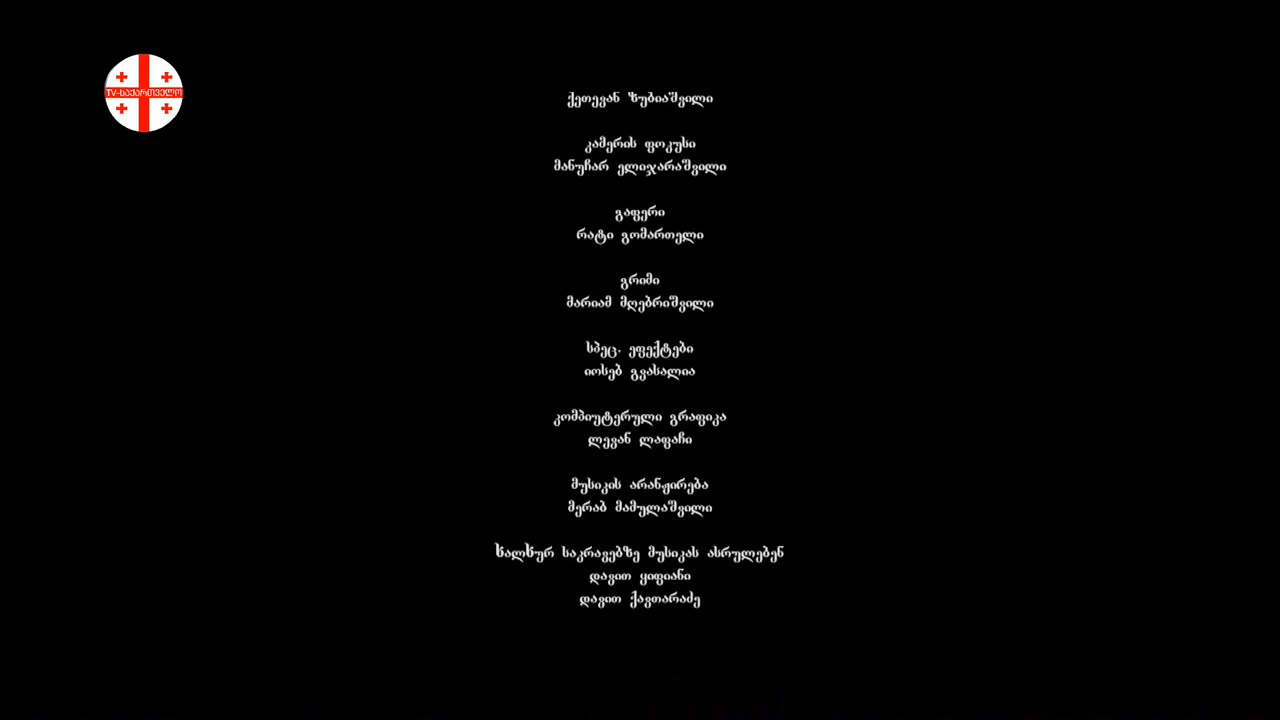 TV-საქართველო
ქეთევან ზუბიაშვილი
კამერის ფოკუსი
მანუჩარ ელიჯარაშვილი
გაფერი
რატი გომართელი
გრიმი
მარიამ მღებრიშვილი
სპეც. ეფექტები
იოსებ გვასალია
კომპიუტერული გრაფიკა
ლევან ლაფაჩი
მუსიკის არანჟირება
მერაბ მამულაშვილი
ხალხურ საკრავებზე მუსიკას ასრულებენ
დავით ყიფიანი
დავით ქავთარაძე